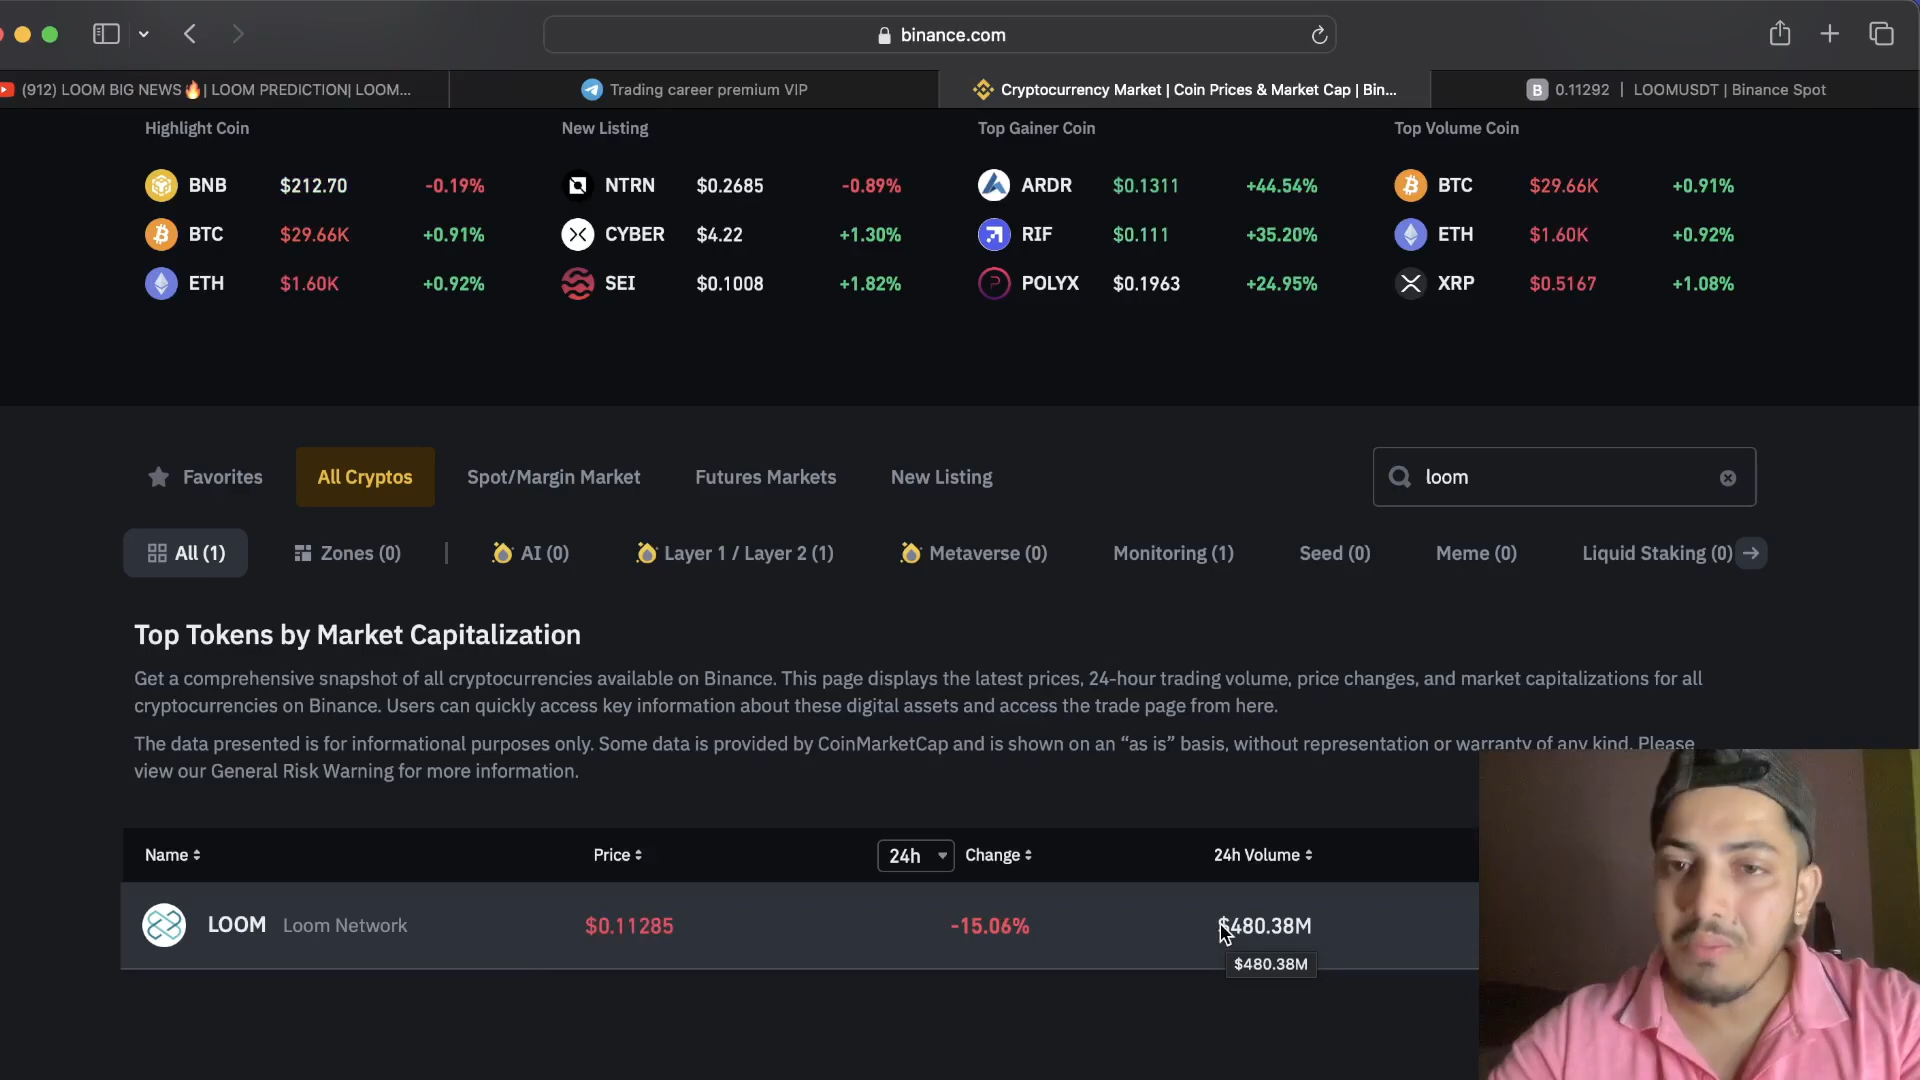 binance.com
(912) LOOM BIG NEWS🔥| LOOM PREDICTION| LOOM...
Trading career premium VIP
Cryptocurrency Market | Coin Prices & Market Cap | Bin...
B 0.11292 | LOOMUSDT | Binance Spot
Highlight Coin
BNB $212.70 -0.19%
BTC $29.66K +0.91%
ETH $1.60K +0.92%
New Listing
NTRN $0.2685 -0.89%
CYBER $4.22 +1.30%
SEI $0.1008 +1.82%
Top Gainer Coin
ARDR $0.1311 +44.54%
RIF $0.111 +35.20%
POLYX $0.1963 +24.95%
Top Volume Coin
BTC $29.66K +0.91%
ETH $1.60K +0.92%
XRP $0.5167 +1.08%
Favorites All Cryptos Spot/Margin Market Futures Markets New Listing loom
All (1) Zones (0) | AI (0) Layer 1 / Layer 2 (1) Metaverse (0) Monitoring (1) Seed (0) Meme (0) Liquid Staking (0)
Top Tokens by Market Capitalization
Get a comprehensive snapshot of all cryptocurrencies available on Binance. This page displays the latest prices, 24-hour trading volume, price changes, and market capitalizations for all
cryptocurrencies on Binance. Users can quickly access key information about these digital assets and access the trade page from here.
The data presented is for informational purposes only. Some data is provided by CoinMarketCap and is shown on an “as is” basis, without representation or warranty of any kind. Please
view our General Risk Warning for more information.
Name Price 24h Change 24h Volume
LOOM Loom Network $0.11285 -15.06% $480.38M
$480.38M